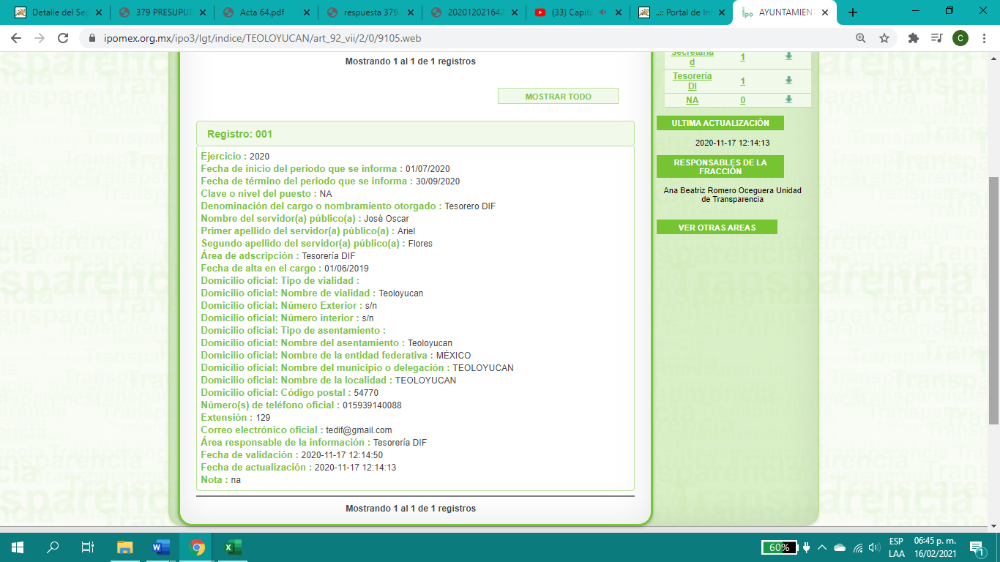 Detalle del Seg
379 PRESUPUE
Acta 64.pdf
respuesta 379.
202012021642
(33) Capita
..:: Portal de Inf
ipo AYUNTAMIENT
ipomex.org.mx/ipo3/lgt/indice/TEOLOYUCAN/art_92_vii/2/0/9105.web
C
Mostrando 1 al 1 de 1 registros
MOSTRAR TODO
Registro: 001
Ejercicio : 2020
Fecha de inicio del periodo que se informa : 01/07/2020
Fecha de término del periodo que se informa : 30/09/2020
Clave o nivel del puesto : NA
Denominación del cargo o nombramiento otorgado : Tesorero DIF
Nombre del servidor(a) público(a) : José Oscar
Primer apellido del servidor(a) público(a) : Ariel
Segundo apellido del servidor(a) público(a) : Flores
Área de adscripción : Tesorería DIF
Fecha de alta en el cargo : 01/06/2019
Domicilio oficial: Tipo de vialidad :
Domicilio oficial: Nombre de vialidad : Teoloyucan
Domicilio oficial: Número Exterior : s/n
Domicilio oficial: Número interior : s/n
Domicilio oficial: Tipo de asentamiento :
Domicilio oficial: Nombre del asentamiento : Teoloyucan
Domicilio oficial: Nombre de la entidad federativa : MÉXICO
Domicilio oficial: Nombre del municipio o delegación : TEOLOYUCAN
Domicilio oficial: Nombre de la localidad : TEOLOYUCAN
Domicilio oficial: Código postal : 54770
Número(s) de teléfono oficial : 015939140088
Extensión : 129
Correo electrónico oficial : tedif@gmail.com
Área responsable de la información : Tesorería DIF
Fecha de validación : 2020-11-17 12:14:50
Fecha de actualización : 2020-11-17 12:14:13
Nota : na
Mostrando 1 al 1 de 1 registros
Secretaría
d
1
Tesorería
DI
1
NA
0
ULTIMA ACTUALIZACIÓN
2020-11-17 12:14:13
RESPONSABLES DE LA
FRACCIÓN
Ana Beatriz Romero Oceguera Unidad
de Transparencia
VER OTRAS AREAS
60%
ESP
LAA
06:45 p. m.
16/02/2021
1